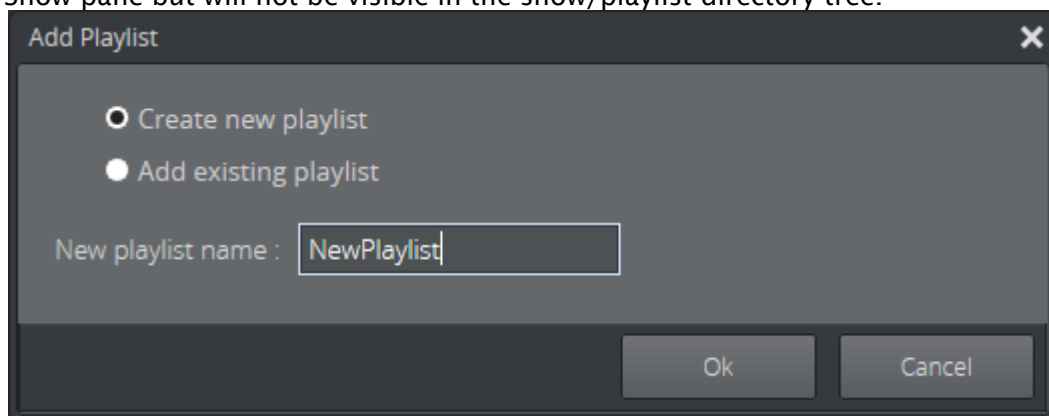 Show pane but will not be visible in the show/playlist directory tree.
Add Playlist
Create new playlist
Add existing playlist
New playlist name : NewPlaylist
Ok Cancel